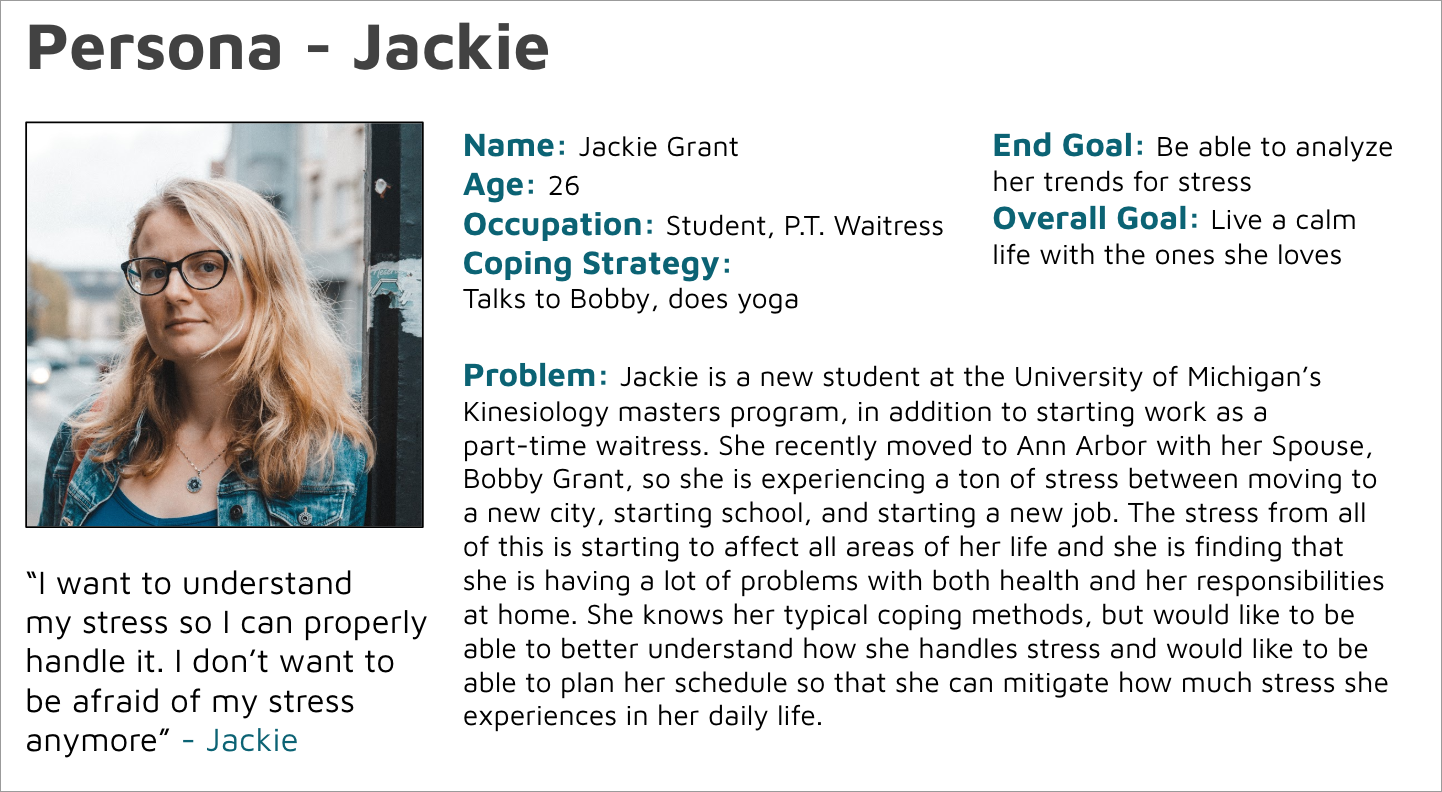 Persona - Jackie
Name: Jackie Grant
Age: 26
Occupation: Student, P.T. Waitress
Coping Strategy:
Talks to Bobby, does yoga
End Goal: Be able to analyze
her trends for stress
Overall Goal: Live a calm
life with the ones she loves
Problem: Jackie is a new student at the University of Michigan’s
Kinesiology masters program, in addition to starting work as a
part-time waitress. She recently moved to Ann Arbor with her Spouse,
Bobby Grant, so she is experiencing a ton of stress between moving to
a new city, starting school, and starting a new job. The stress from all
of this is starting to affect all areas of her life and she is finding that
she is having a lot of problems with both health and her responsibilities
at home. She knows her typical coping methods, but would like to be
able to better understand how she handles stress and would like to be
able to plan her schedule so that she can mitigate how much stress she
experiences in her daily life.
“I want to understand
my stress so I can properly
handle it. I don’t want to
be afraid of my stress
anymore” - Jackie